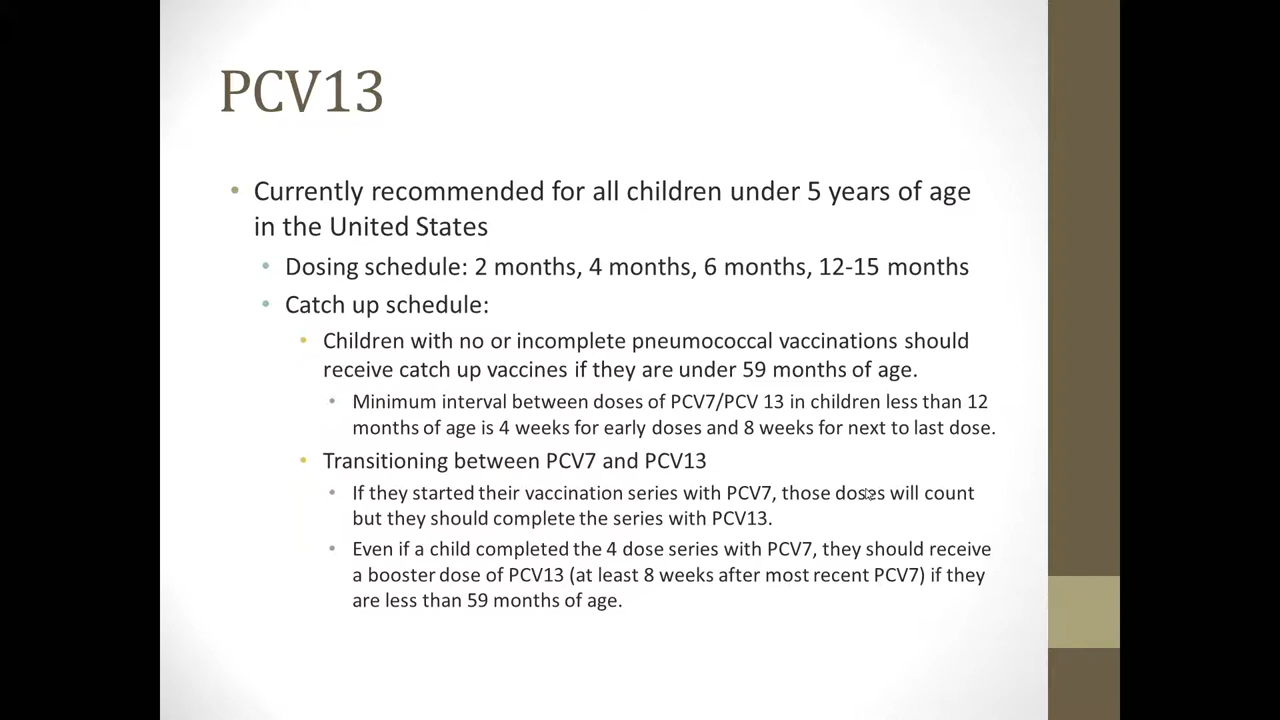 PCV13
• Currently recommended for all children under 5 years of age
in the United States
• Dosing schedule: 2 months, 4 months, 6 months, 12-15 months
• Catch up schedule:
• Children with no or incomplete pneumococcal vaccinations should
receive catch up vaccines if they are under 59 months of age.
• Minimum interval between doses of PCV7/PCV 13 in children less than 12
months of age is 4 weeks for early doses and 8 weeks for next to last dose.
• Transitioning between PCV7 and PCV13
• If they started their vaccination series with PCV7, those doses will count
but they should complete the series with PCV13.
• Even if a child completed the 4 dose series with PCV7, they should receive
a booster dose of PCV13 (at least 8 weeks after most recent PCV7) if they
are less than 59 months of age.